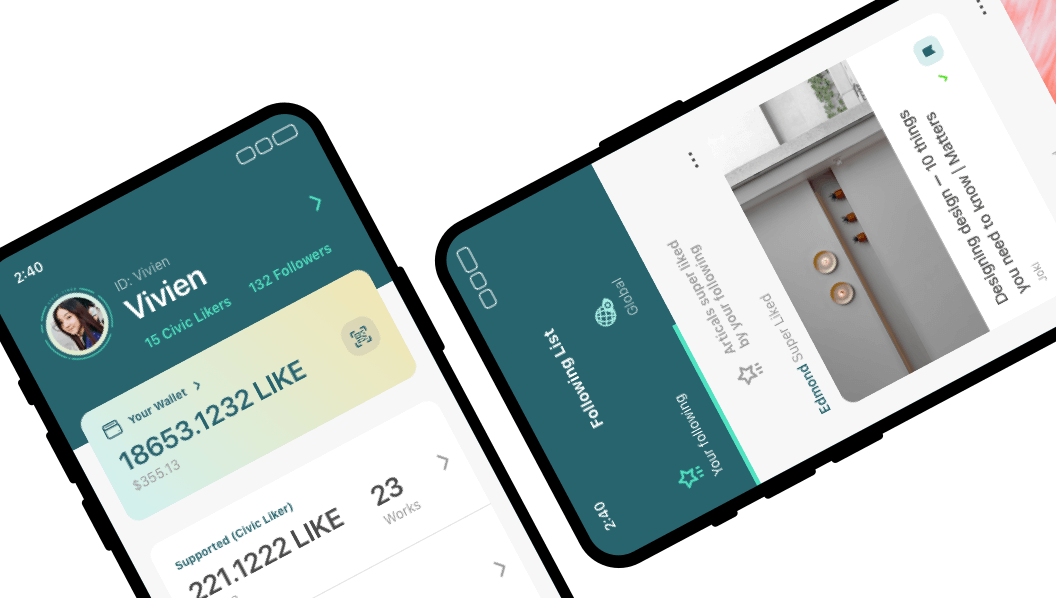 2:40
ID: Vivien
Vivien
15 Civic Likers 132 Followers
Your Wallet
18653.1232 LIKE
$355.13
Supported (Civic Liker)
221.1222 LIKE
23
Works
2:40
Following List
Your following
Global
Articals super liked
by your following
Edmond Super Liked
Designing design — 10 things
you need to know | Matters